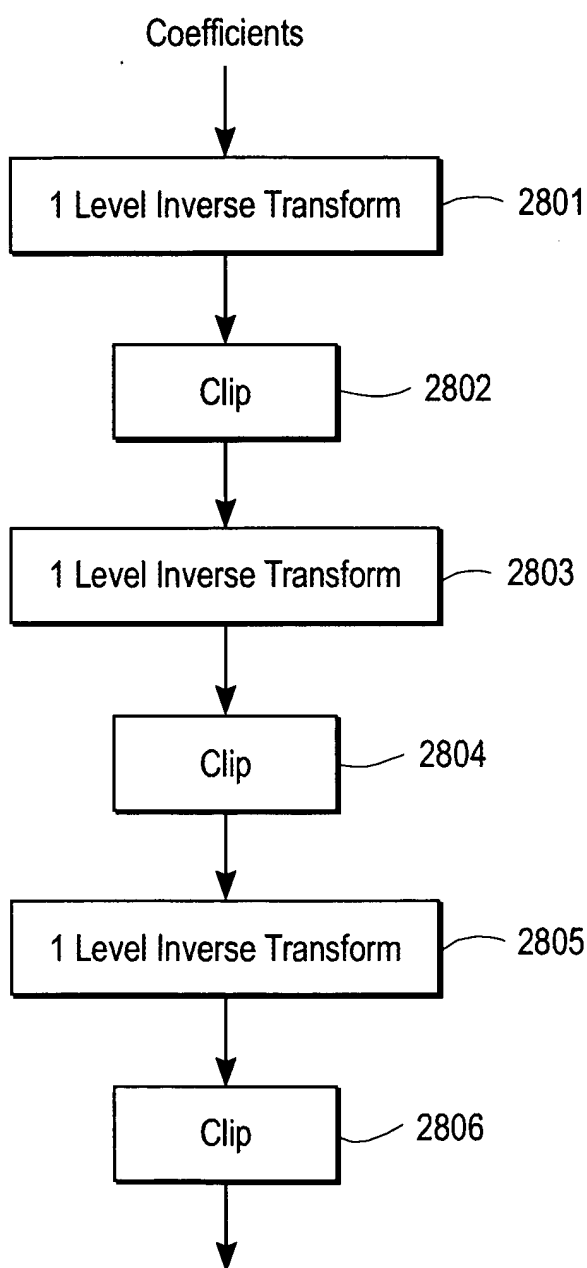 Coefficients
1 Level Inverse Transform
2801
Clip
2802
1 Level Inverse Transform
2803
Clip
2804
1 Level Inverse Transform
2805
Clip
2806